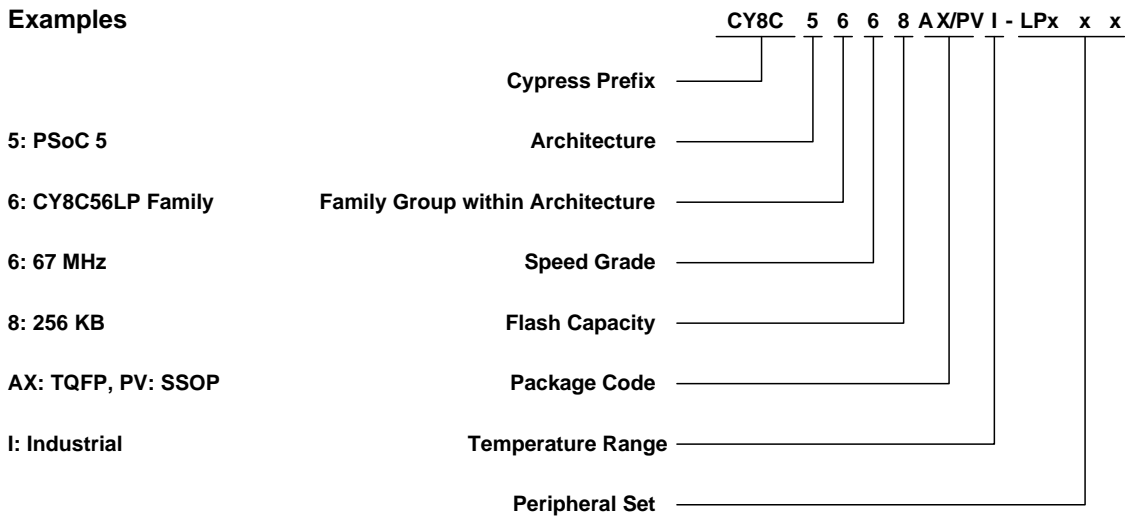 Examples CY8C 5 6 6 8 AX/PV I - LPx x x
Cypress Prefix
5: PSoC 5 Architecture
6: CY8C56LP Family Family Group within Architecture
6: 67 MHz Speed Grade
8: 256 KB Flash Capacity
AX: TQFP, PV: SSOP Package Code
I: Industrial Temperature Range
Peripheral Set